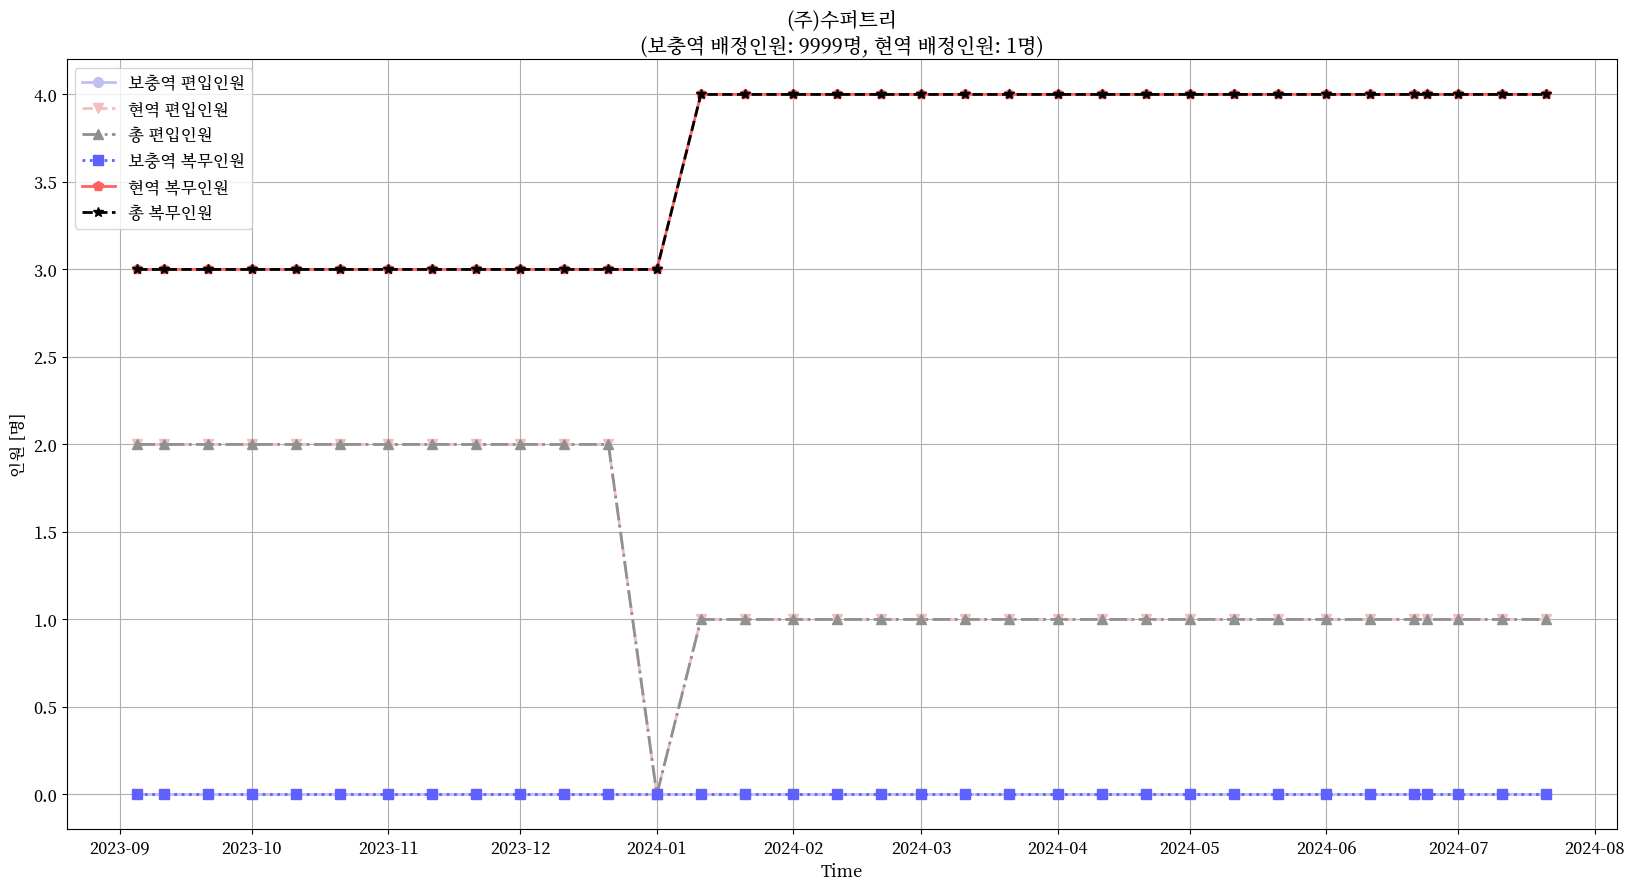 (주)수퍼트리
(보충역 배정인원: 9999명, 현역 배정인원: 1명)
보충역 편입인원
현역 편입인원
총 편입인원
보충역 복무인원
현역 복무인원
총 복무인원
4.0
3.5
3.0
2.5
2.0
1.5
1.0
0.5
0.0
인원 [명]
2023-09 2023-10 2023-11 2023-12 2024-01 2024-02 2024-03 2024-04 2024-05 2024-06 2024-07 2024-08
Time